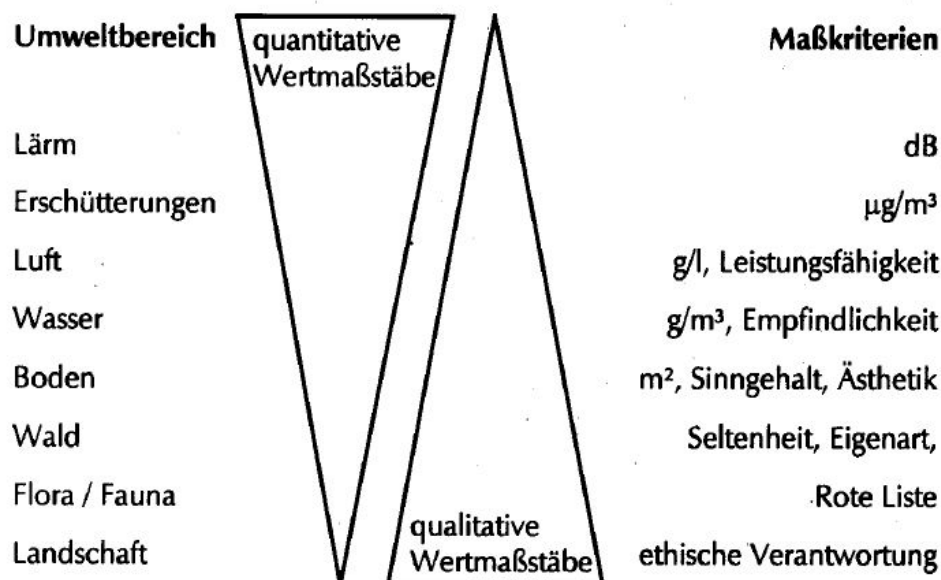 Umweltbereich quantitative Wertmaßstäbe Maßkriterien
Lärm dB
Erschütterungen µg/m³
Luft g/l, Leistungsfähigkeit
Wasser g/m³, Empfindlichkeit
Boden m², Sinngehalt, Ästhetik
Wald Seltenheit, Eigenart,
Flora / Fauna Rote Liste
qualitative Wertmaßstäbe
Landschaft ethische Verantwortung